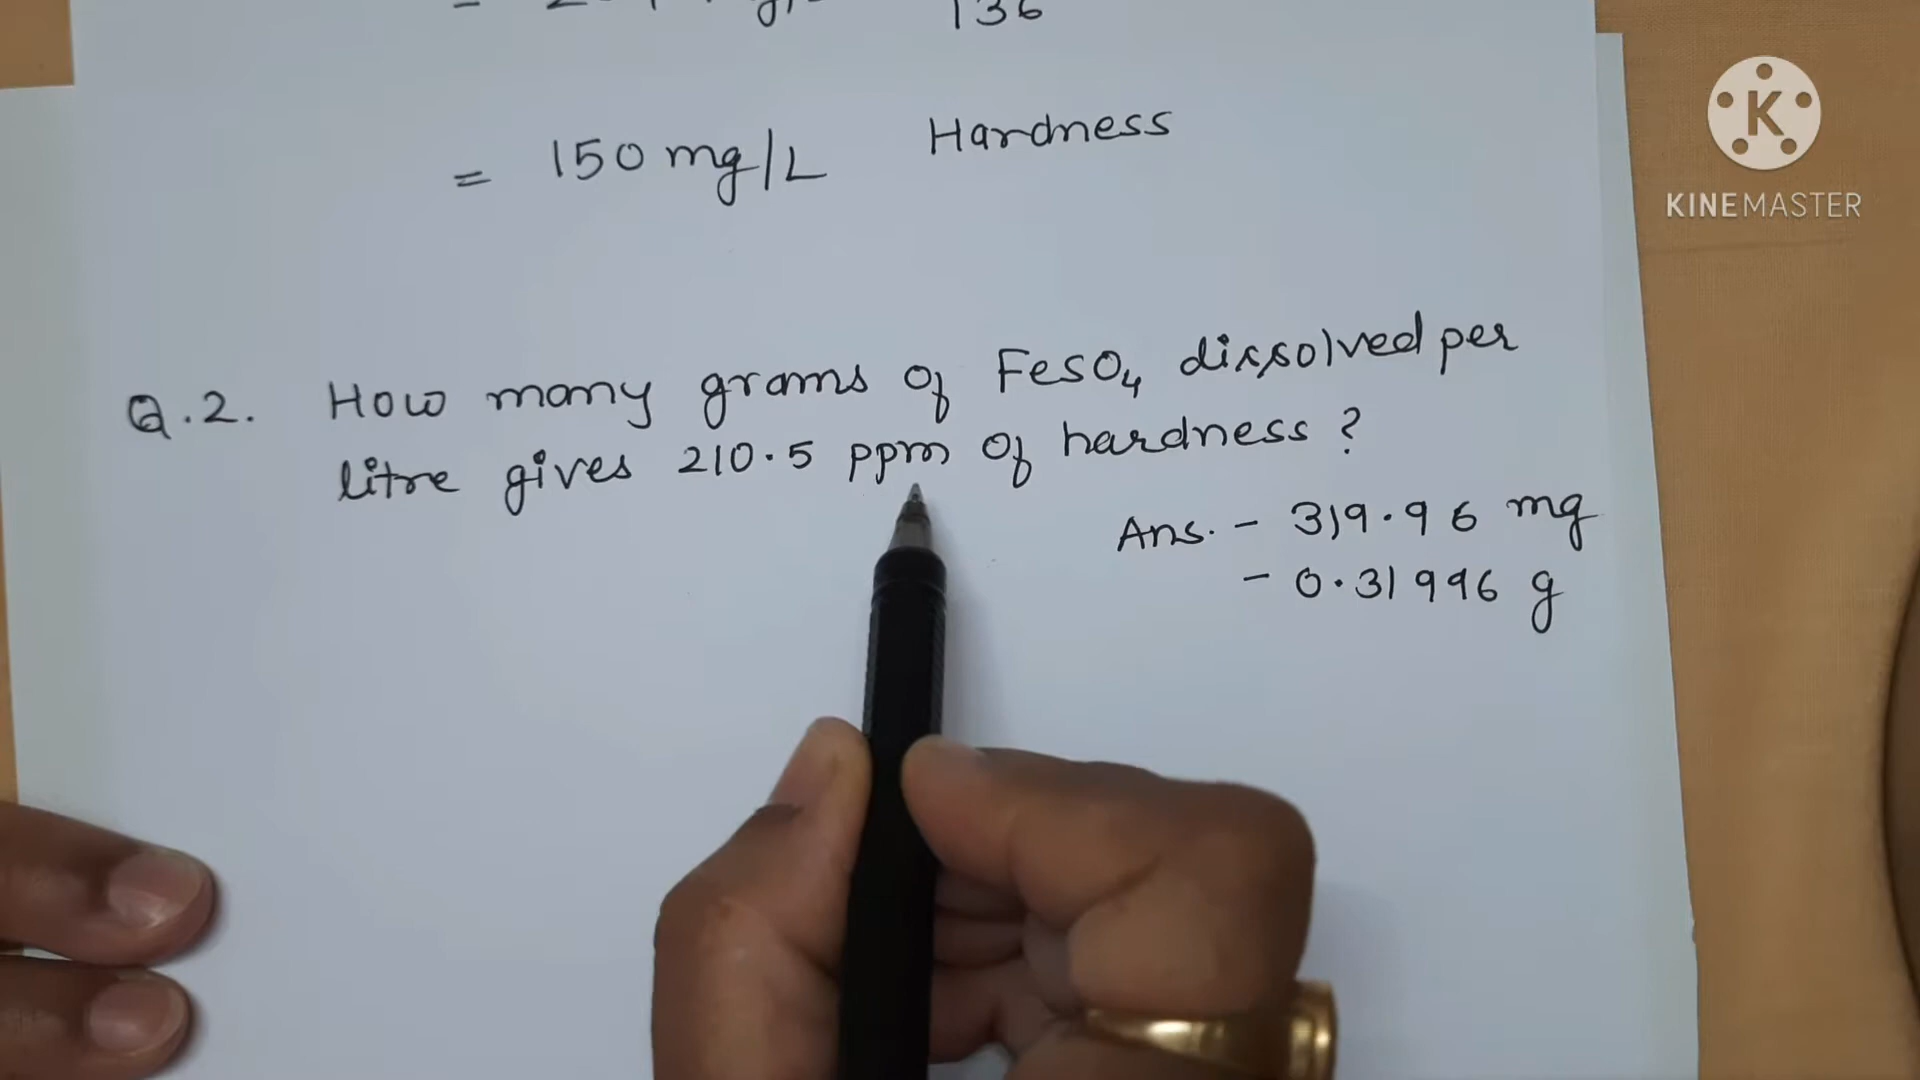 136
= 150 mg/L Hardness
K
KINEMASTER
Q.2. How many grams of FeSO4 dissolved per
litre gives 210.5 ppm of hardness ?
Ans. - 319.96 mg
- 0.31996 g